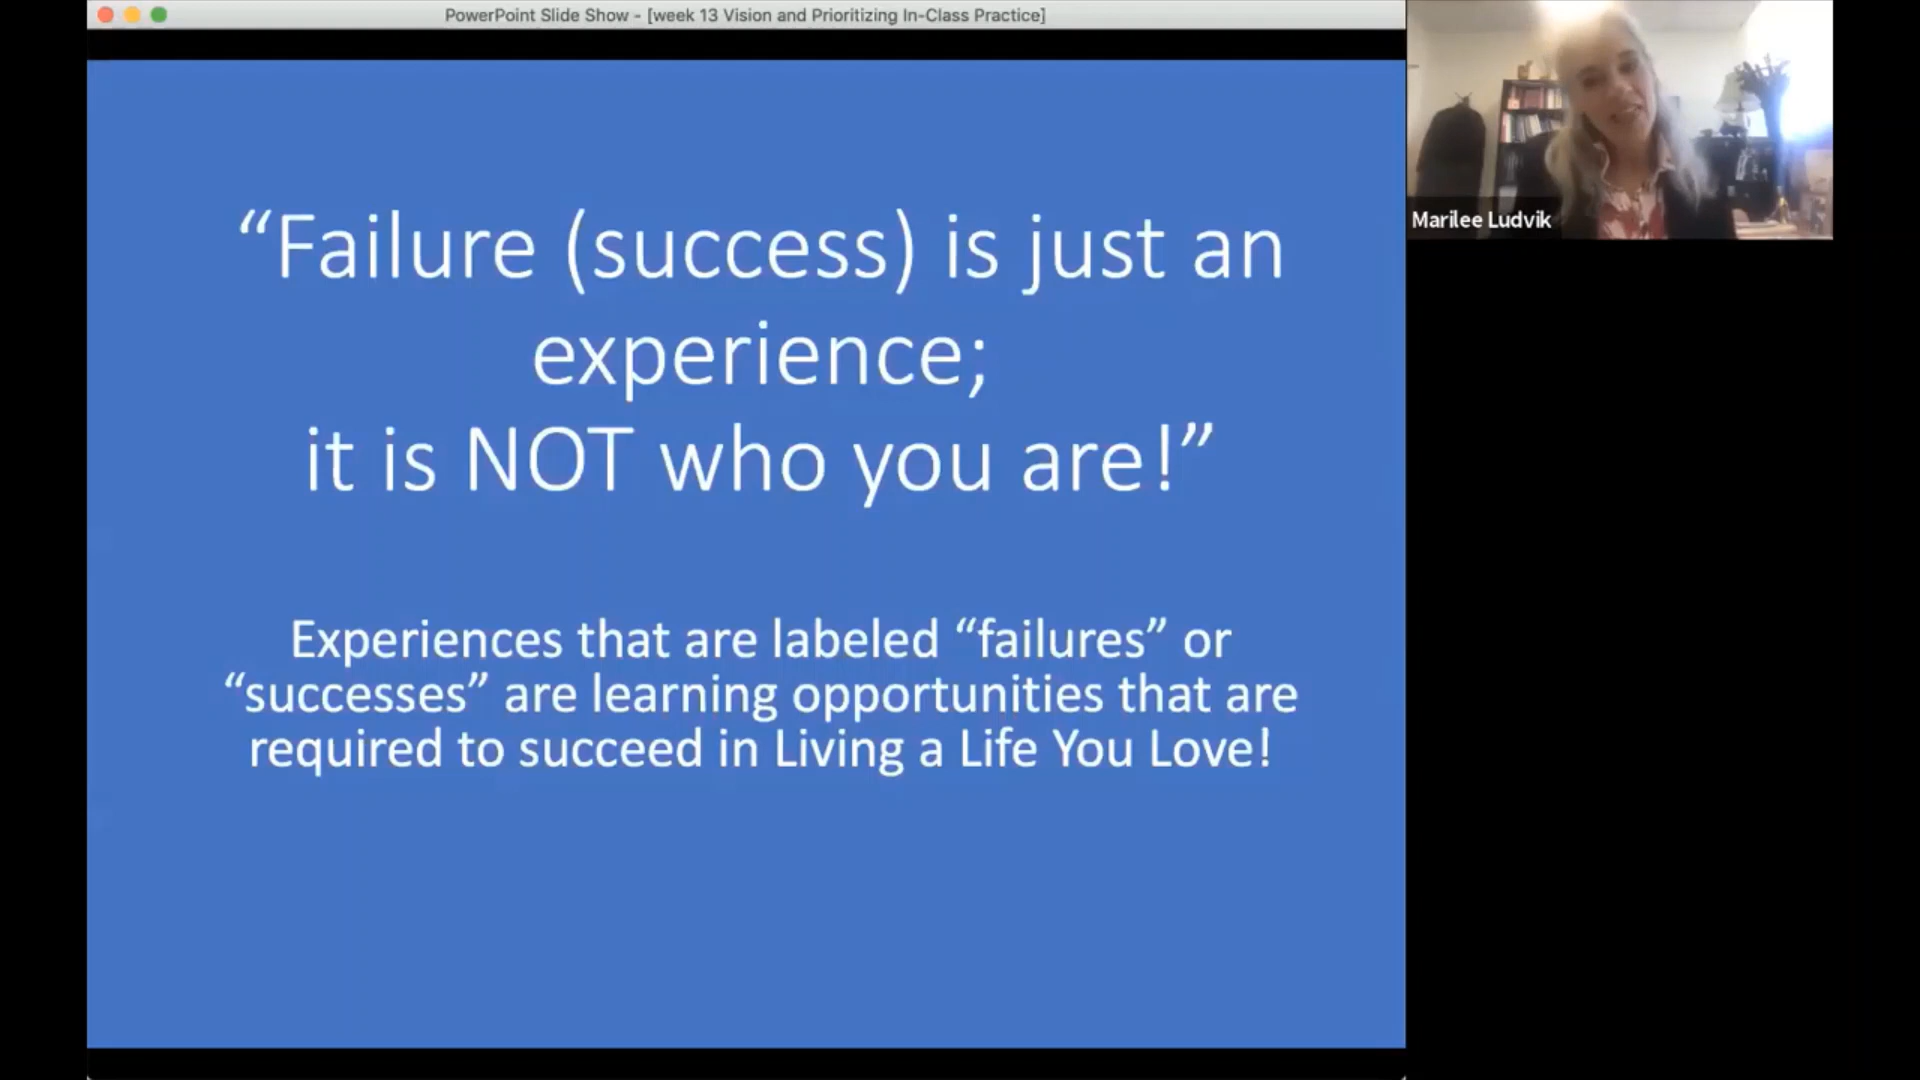 PowerPoint Slide Show - [week 13 Vision and Prioritizing In-Class Practice]
“Failure (success) is just an
experience;
it is NOT who you are!”
Experiences that are labeled “failures” or
“successes” are learning opportunities that are
required to succeed in Living a Life You Love!
Marilee Ludvik